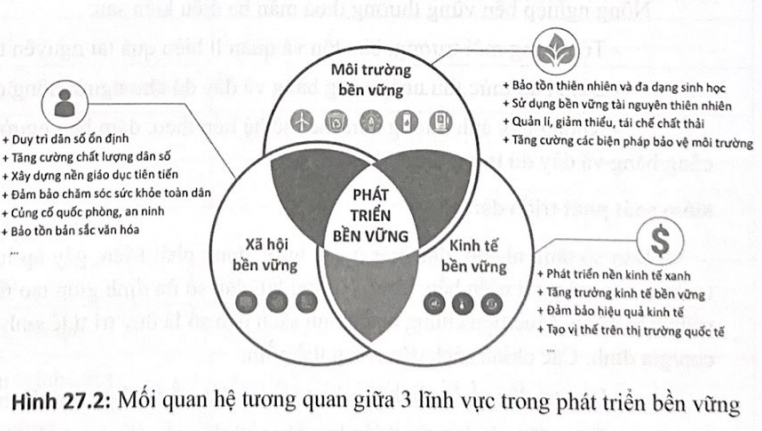 Môi trường
bền vững
+ Bảo tồn thiên nhiên và đa dạng sinh học
+ Sử dụng bền vững tài nguyên thiên nhiên
+ Quản lí, giảm thiểu, tái chế chất thải
+ Tăng cường các biện pháp bảo vệ môi trường
+ Duy trì dân số ổn định
+ Tăng cường chất lượng dân số
+ Xây dựng nền giáo dục tiên tiến
+ Đảm bảo chăm sóc sức khỏe toàn dân
+ Củng cố quốc phòng, an ninh
+ Bảo tồn bản sắc văn hóa
...
PHÁT
TRIỂN
BỀN VỮNG
Xã hội
bền vững
Kinh tế
bền vững
$
+ Phát triển nền kinh tế xanh
+ Tăng trưởng kinh tế bền vững
+ Đảm bảo hiệu quả kinh tế
+ Tạo vị thế trên thị trường quốc tế
...
Hình 27.2: Mối quan hệ tương quan giữa 3 lĩnh vực trong phát triển bền vững